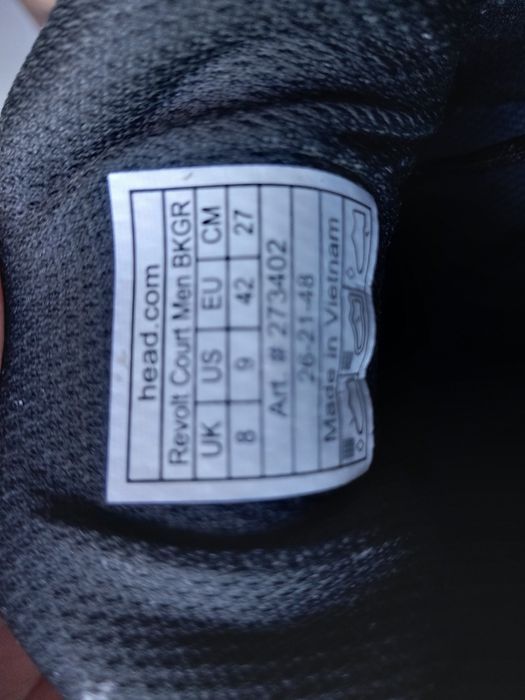 head.com
Revolt Court Men BKGR
UK US EU CM
8 9 42 27
Art. # 273402
26-21-48
Made in Vietnam